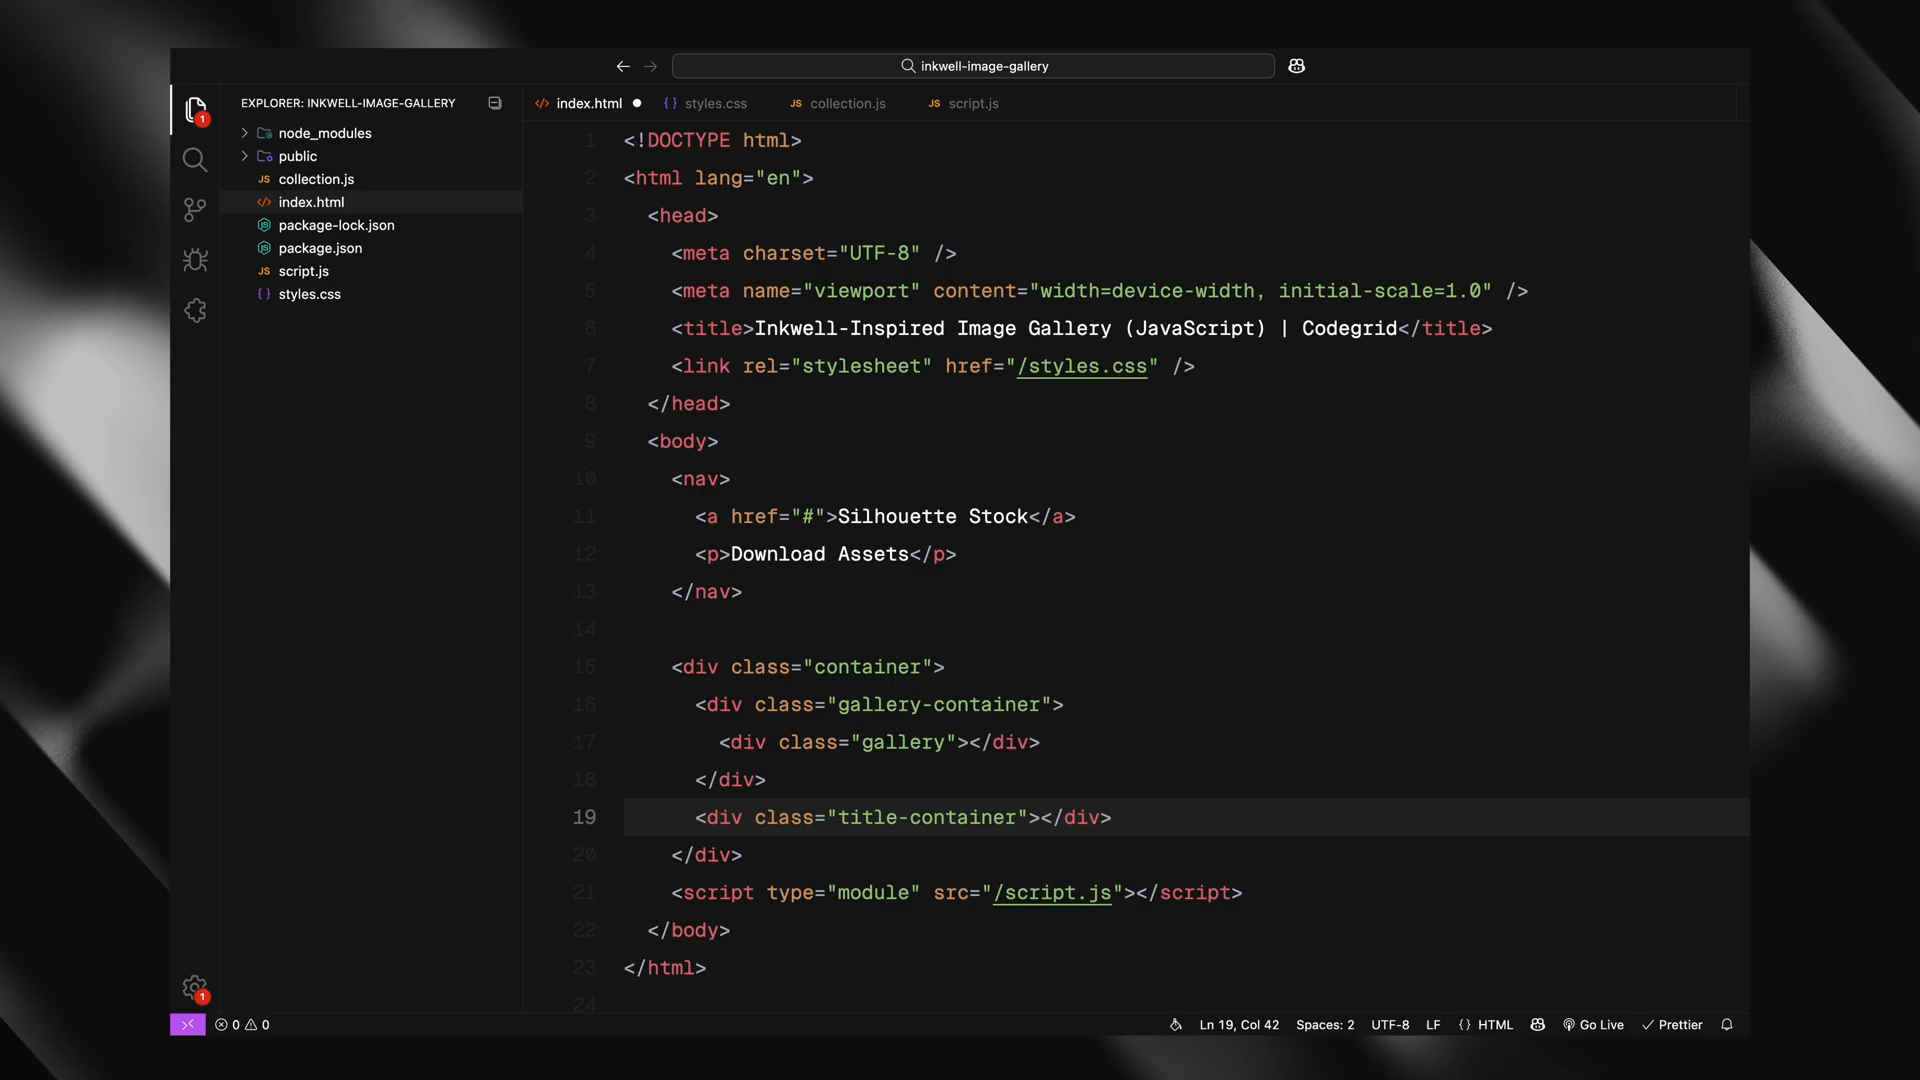 inkwell-image-gallery
EXPLORER: INKWELL-IMAGE-GALLERY
1
node_modules
public
JS collection.js
index.html
package-lock.json
package.json
JS script.js
styles.css
1
index.html
styles.css
JS collection.js
JS script.js
1 <!DOCTYPE html>
2 <html lang="en">
3 <head>
4 <meta charset="UTF-8" />
5 <meta name="viewport" content="width=device-width, initial-scale=1.0" />
6 <title>Inkwell-Inspired Image Gallery (JavaScript) | Codegrid</title>
7 <link rel="stylesheet" href="/styles.css" />
8 </head>
9 <body>
10 <nav>
11 <a href="#">Silhouette Stock</a>
12 <p>Download Assets</p>
13 </nav>
14
15 <div class="container">
16 <div class="gallery-container">
17 <div class="gallery"></div>
18 </div>
19 <div class="title-container"></div>
20 </div>
21 <script type="module" src="/script.js"></script>
22 </body>
23 </html>
24
0 0
Ln 19, Col 42 Spaces: 2 UTF-8 LF {} HTML Go Live Prettier